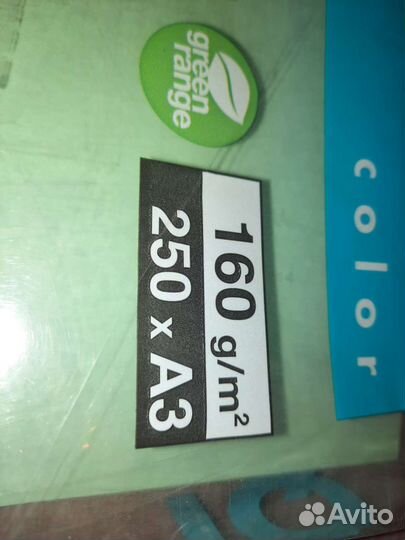 green
range
color
160 g/m²
250 x A3
Avito